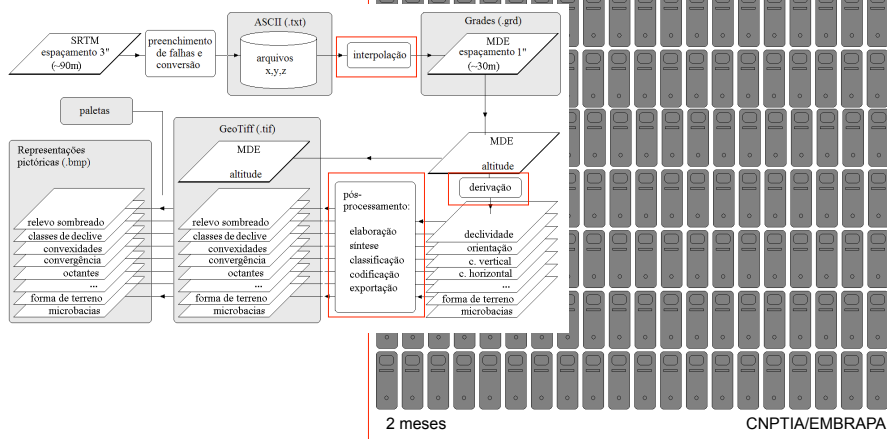 SRTM
espaçamento 3"
(~90m)
preenchimento
de falhas e
conversão
ASCII (.txt)
arquivos
x,y,z
interpolação
Grades (.grd)
MDE
espaçamento 1"
(~30m)
paletas
Representações
pictóricas (.bmp)
relevo sombreado
classes de declive
convexidades
convergência
octantes
...
forma de terreno
microbacias
GeoTiff (.tif)
MDE
altitude
relevo sombreado
classes de declive
convexidades
convergência
octantes
...
forma de terreno
microbacias
pós-
processamento:
elaboração
síntese
classificação
codificação
exportação
MDE
altitude
derivação
declividade
orientação
c. vertical
c. horizontal
...
forma de terreno
microbacias
2 meses
CNPTIA/EMBRAPA